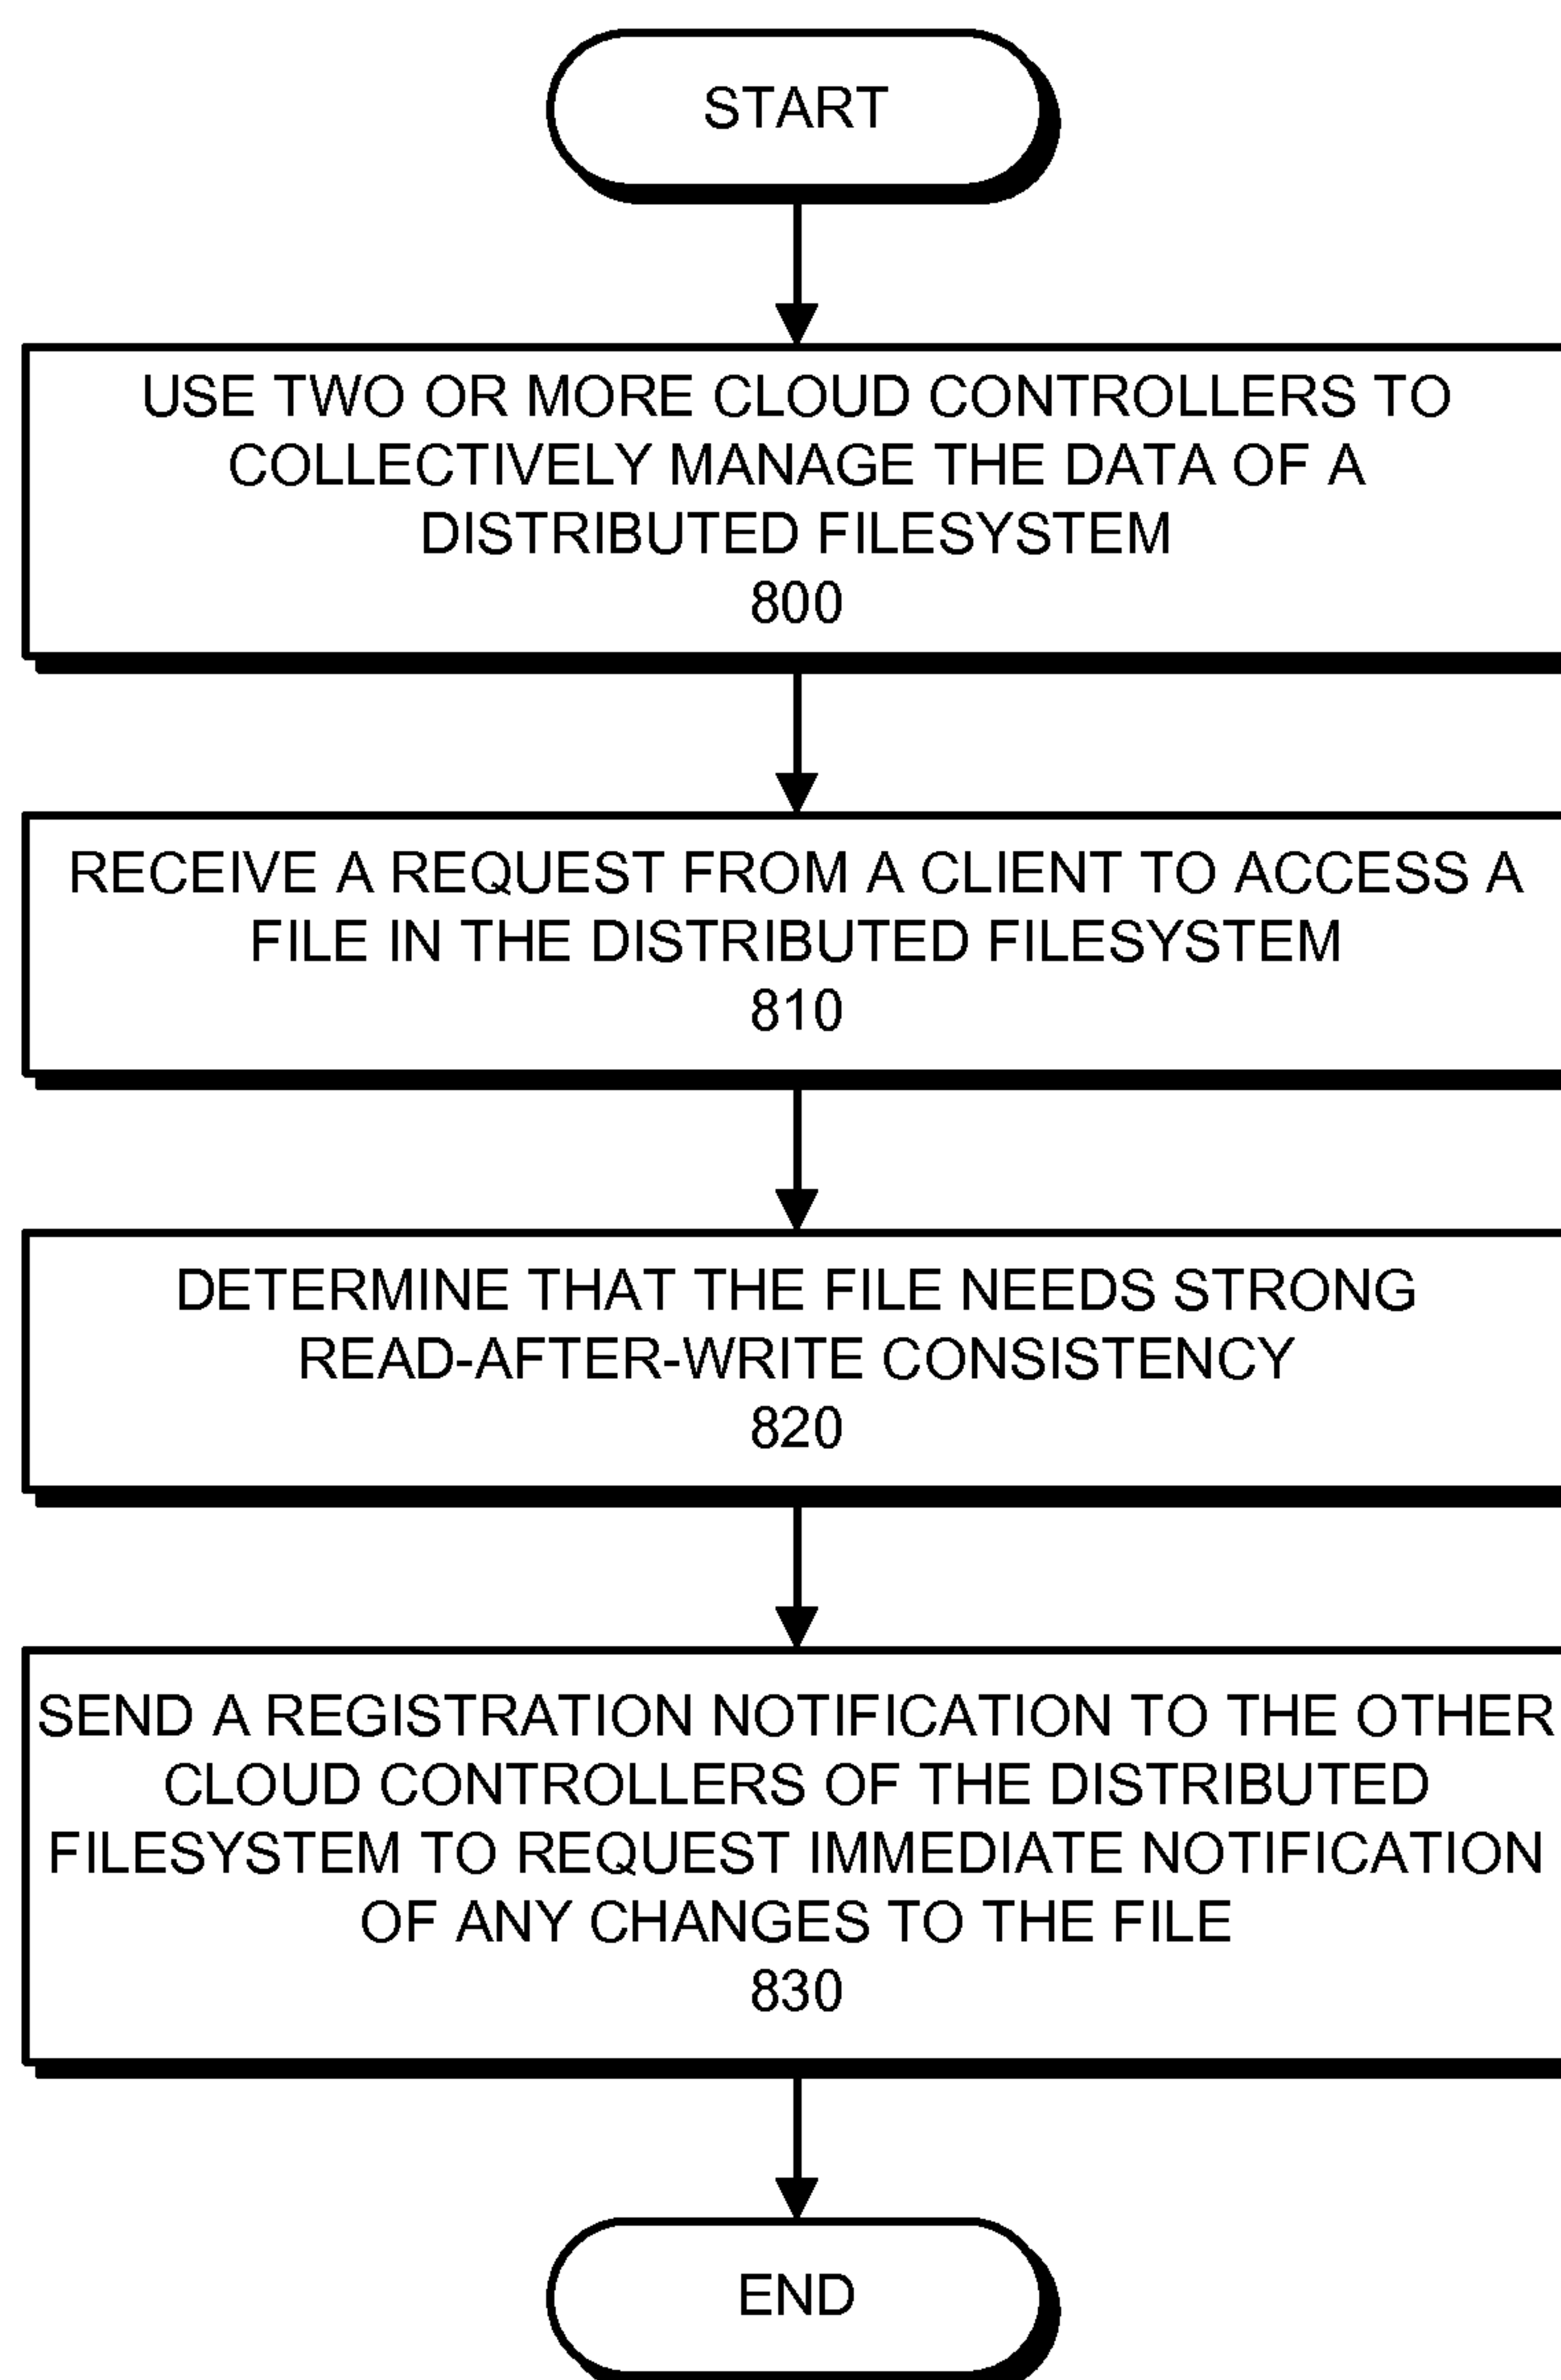 START
USE TWO OR MORE CLOUD CONTROLLERS TO
COLLECTIVELY MANAGE THE DATA OF A
DISTRIBUTED FILESYSTEM
800
RECEIVE A REQUEST FROM A CLIENT TO ACCESS A
FILE IN THE DISTRIBUTED FILESYSTEM
810
DETERMINE THAT THE FILE NEEDS STRONG
READ-AFTER-WRITE CONSISTENCY
820
SEND A REGISTRATION NOTIFICATION TO THE OTHER
CLOUD CONTROLLERS OF THE DISTRIBUTED
FILESYSTEM TO REQUEST IMMEDIATE NOTIFICATION
OF ANY CHANGES TO THE FILE
830
END